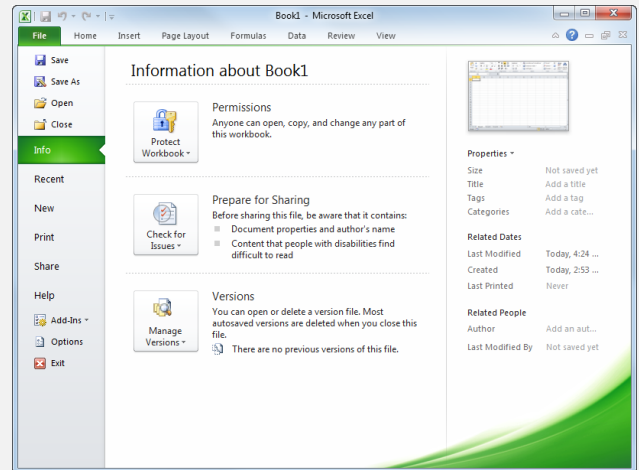 Book1 - Microsoft Excel
File Home Insert Page Layout Formulas Data Review View
Save
Save As
Open
Close
Info
Recent
New
Print
Share
Help
Add-Ins
Options
Exit
Information about Book1
Protect
Workbook
Permissions
Anyone can open, copy, and change any part of
this workbook.
Check for
Issues
Prepare for Sharing
Before sharing this file, be aware that it contains:
Document properties and author's name
Content that people with disabilities find
difficult to read
Manage
Versions
Versions
You can open or delete a version file. Most
autosaved versions are deleted when you close this
file.
There are no previous versions of this file.
Properties
Size Not saved yet
Title Add a title
Tags Add a tag
Categories Add a cate...
Related Dates
Last Modified Today, 4:24 ...
Created Today, 2:53 ...
Last Printed Never
Related People
Author Add an aut...
Last Modified By Not saved yet